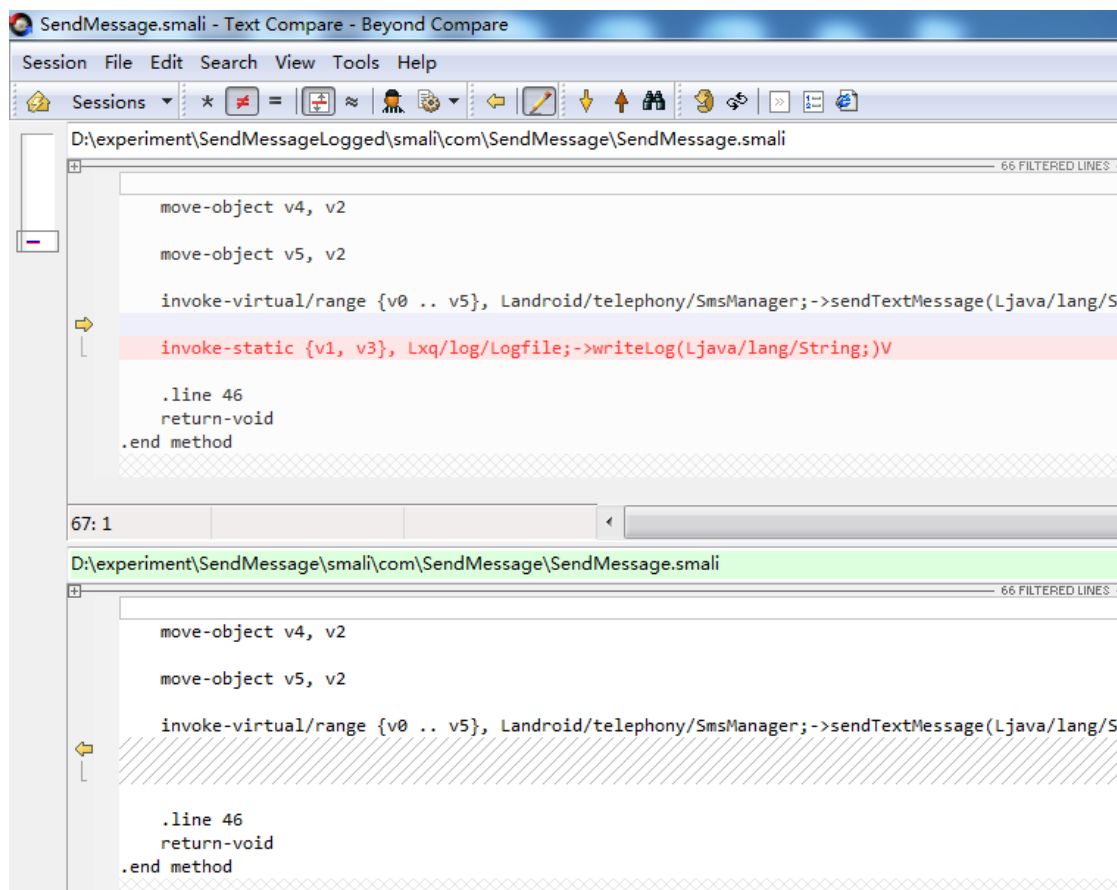 SendMessage.smali - Text Compare - Beyond Compare
Session File Edit Search View Tools Help
Sessions
D:\experiment\SendMessageLogged\smali\com\SendMessage\SendMessage.smali
66 FILTERED LINES
move-object v4, v2
move-object v5, v2
invoke-virtual/range {v0 .. v5}, Landroid/telephony/SmsManager;->sendTextMessage(Ljava/lang/S
invoke-static {v1, v3}, Lxq/log/Logfile;->writeLog(Ljava/lang/String;)V
.line 46
return-void
.end method
67: 1
D:\experiment\SendMessage\smali\com\SendMessage\SendMessage.smali
66 FILTERED LINES
move-object v4, v2
move-object v5, v2
invoke-virtual/range {v0 .. v5}, Landroid/telephony/SmsManager;->sendTextMessage(Ljava/lang/S
.line 46
return-void
.end method